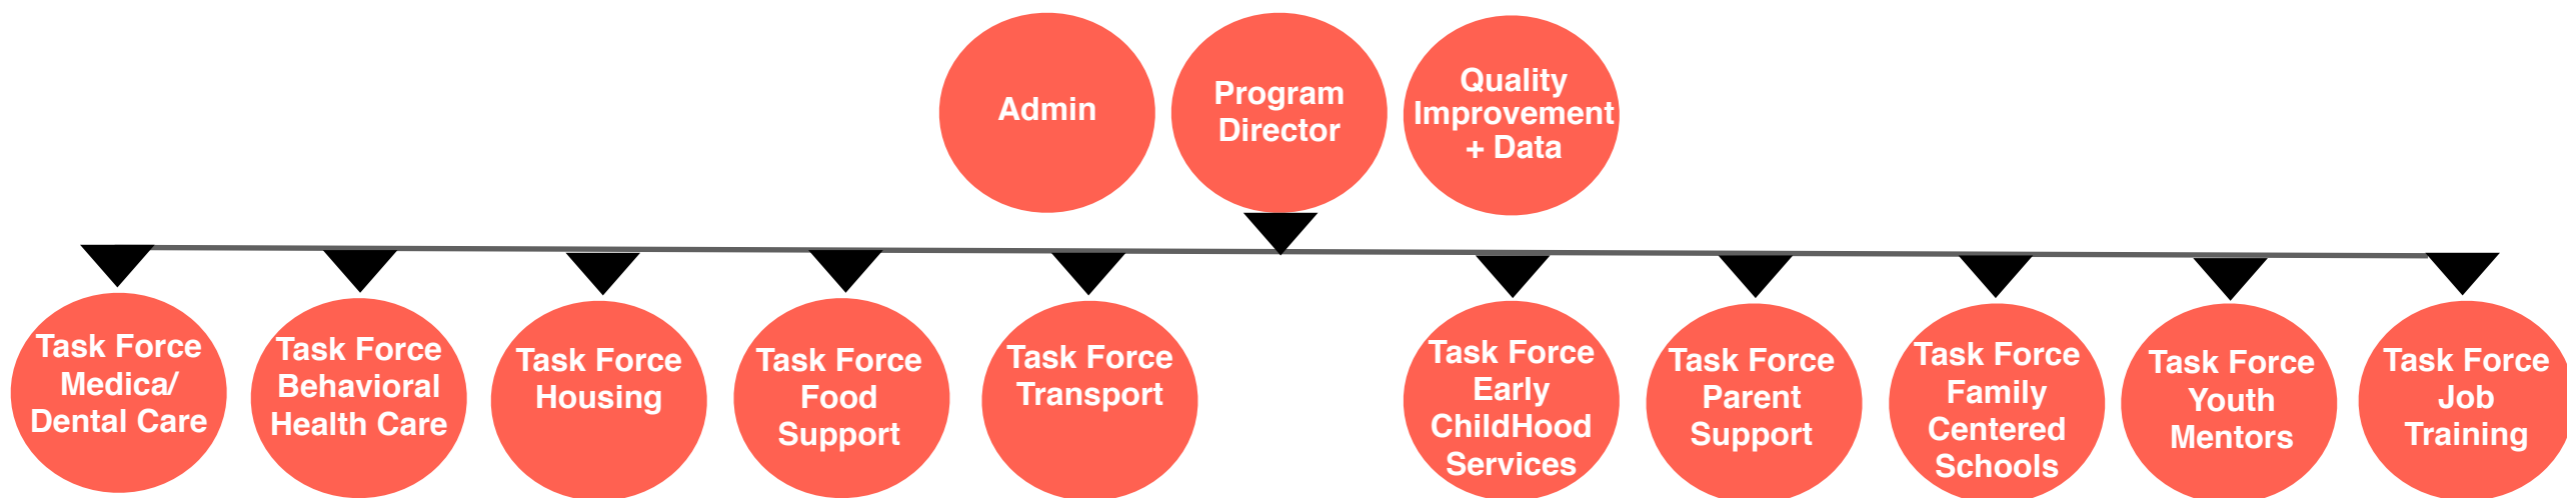 Admin
Program
Director
Quality
Improvement
+ Data
Task Force
Medica/
Dental Care
Task Force
Behavioral
Health Care
Task Force
Housing
Task Force
Food
Support
Task Force
Transport
Task Force
Early
ChildHood
Services
Task Force
Parent
Support
Task Force
Family
Centered
Schools
Task Force
Youth
Mentors
Task Force
Job
Training